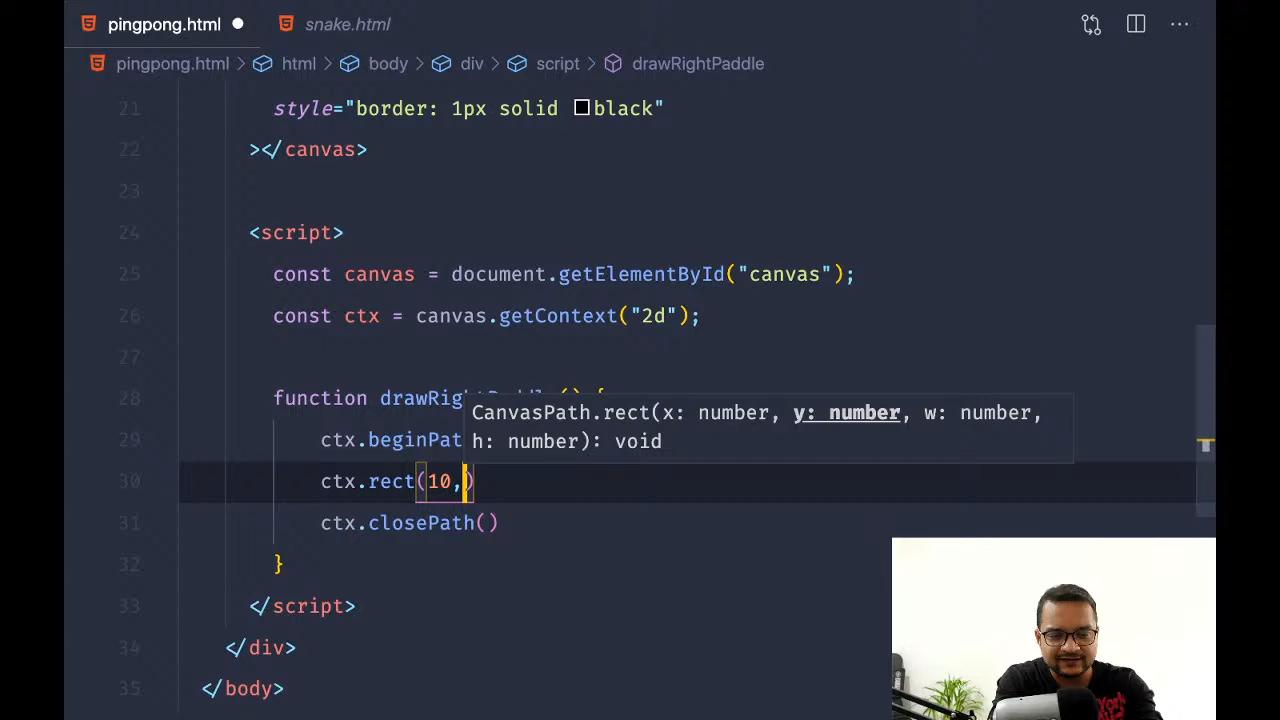 pingpong.html snake.html
pingpong.html > html > body > div > script > drawRightPaddle
21 style="border: 1px solid black"
22 ></canvas>
23
24 <script>
25 const canvas = document.getElementById("canvas");
26 const ctx = canvas.getContext("2d");
27
28 function drawRightPaddle () {
CanvasPath.rect(x: number, y: number, w: number,
h: number): void
29 ctx.beginPat
30 ctx.rect(10,)
31 ctx.closePath()
32 }
33 </script>
34 </div>
35 </body>